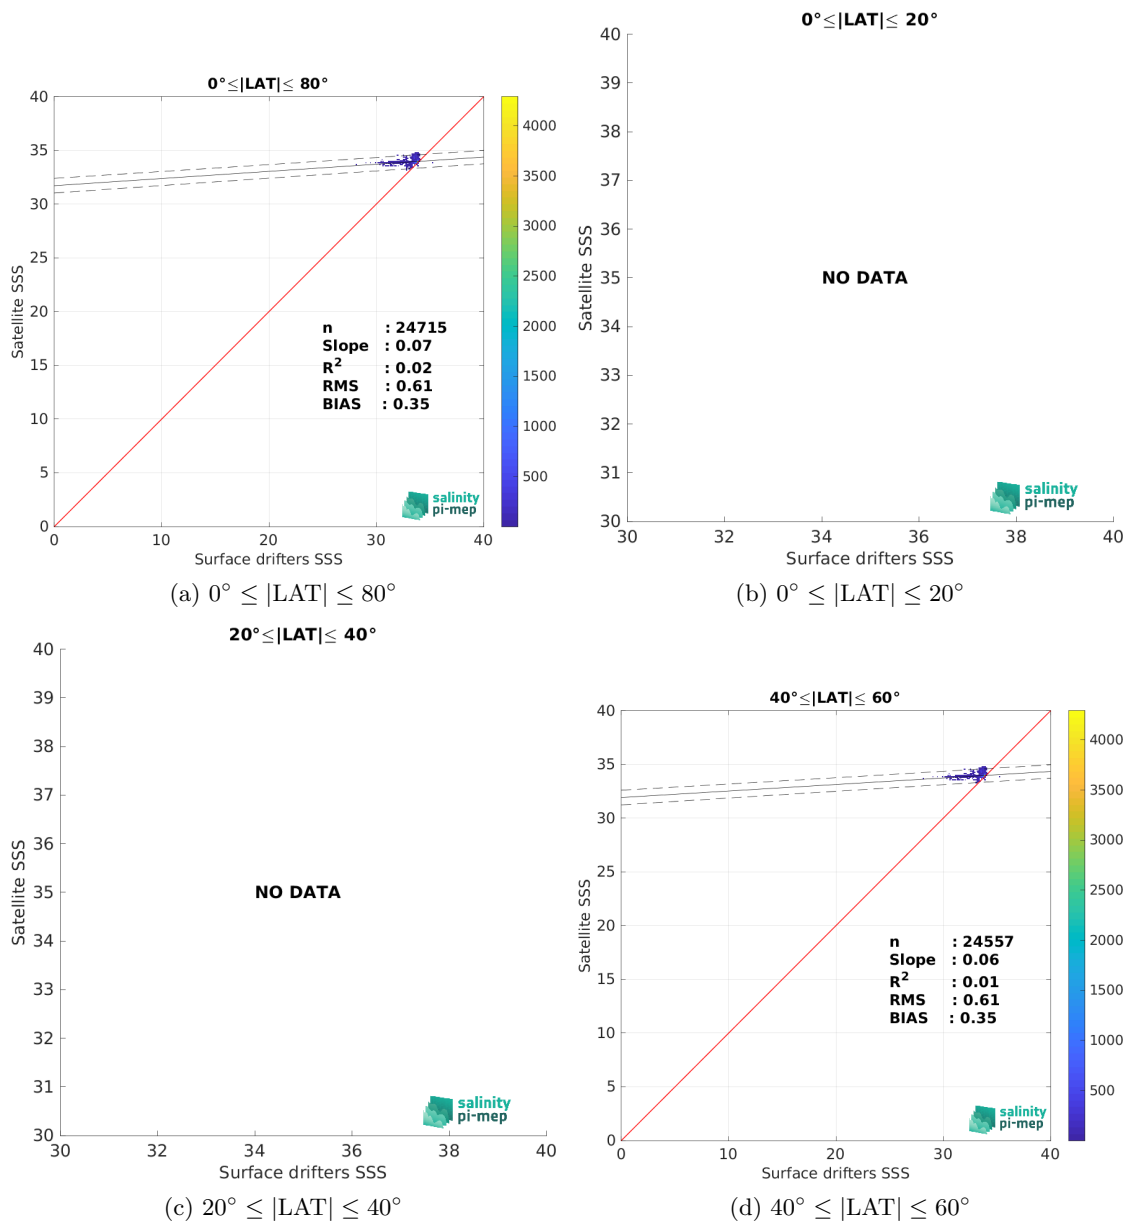 0°≤|LAT|≤ 80°
40
35
30
25
20
15
10
5
0
Satellite SSS
n : 24715
Slope : 0.07
R² : 0.02
RMS : 0.61
BIAS : 0.35
salinity
pi-mep
0 10 20 30 40
Surface drifters SSS
4000
3500
3000
2500
2000
1500
1000
500
(a) 0° ≤ |LAT| ≤ 80°
0°≤|LAT|≤ 20°
40
39
38
37
36
35
34
33
32
31
30
Satellite SSS
NO DATA
salinity
pi-mep
30 32 34 36 38 40
Surface drifters SSS
(b) 0° ≤ |LAT| ≤ 20°
20°≤|LAT|≤ 40°
40
39
38
37
36
35
34
33
32
31
30
Satellite SSS
NO DATA
salinity
pi-mep
30 32 34 36 38 40
Surface drifters SSS
(c) 20° ≤ |LAT| ≤ 40°
40°≤|LAT|≤ 60°
40
35
30
25
20
15
10
5
0
Satellite SSS
n : 24557
Slope : 0.06
R² : 0.01
RMS : 0.61
BIAS : 0.35
salinity
pi-mep
0 10 20 30 40
Surface drifters SSS
4000
3500
3000
2500
2000
1500
1000
500
(d) 40° ≤ |LAT| ≤ 60°